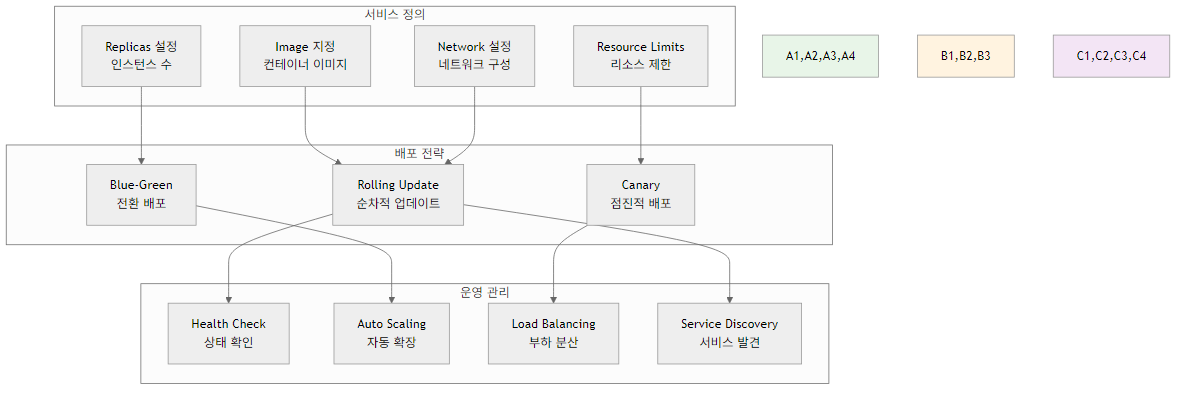 서비스 정의
Replicas 설정
인스턴스 수
Image 지정
컨테이너 이미지
Network 설정
네트워크 구성
Resource Limits
리소스 제한
A1,A2,A3,A4
B1,B2,B3
C1,C2,C3,C4
배포 전략
Blue-Green
전환 배포
Rolling Update
순차적 업데이트
Canary
점진적 배포
운영 관리
Health Check
상태 확인
Auto Scaling
자동 확장
Load Balancing
부하 분산
Service Discovery
서비스 발견